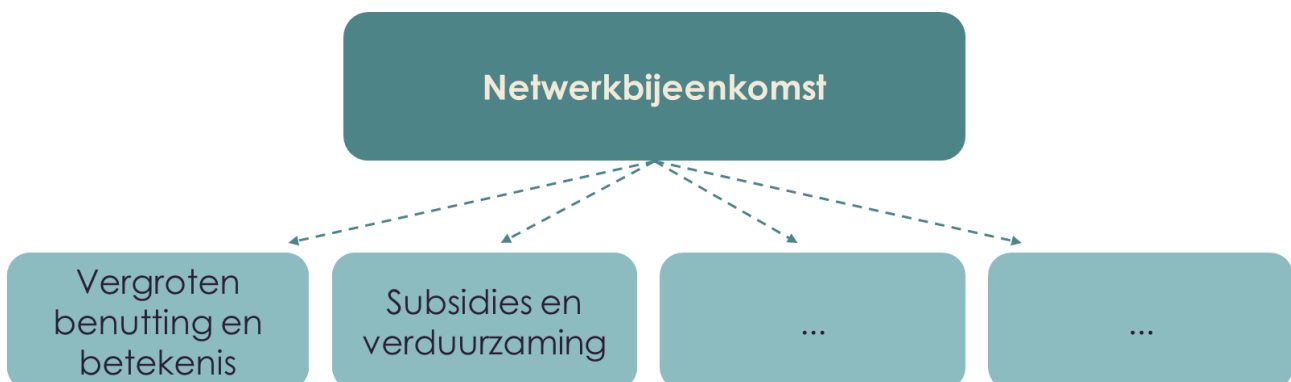 Netwerkbijeenkomst
Vergroten
benutting en
betekenis
Subsidies en
verduurzaming
...
...